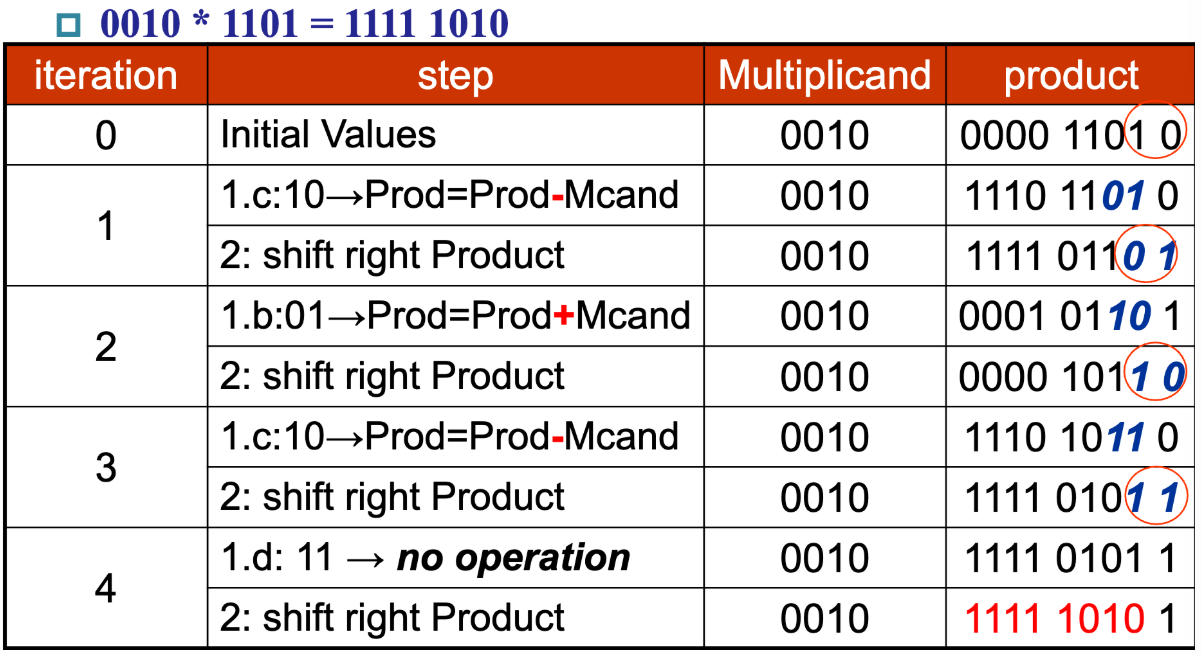 0010 * 1101 = 1111 1010
iteration step Multiplicand product
0 Initial Values 0010 0000 1101 0
1 1.c:10→Prod=Prod-Mcand 0010 1110 1101 0
2: shift right Product 0010 1111 0110 1
2 1.b:01→Prod=Prod+Mcand 0010 0001 0110 1
2: shift right Product 0010 0000 1011 0
3 1.c:10→Prod=Prod-Mcand 0010 1110 1011 0
2: shift right Product 0010 1111 0101 1
4 1.d: 11 → no operation 0010 1111 0101 1
2: shift right Product 0010 1111 1010 1